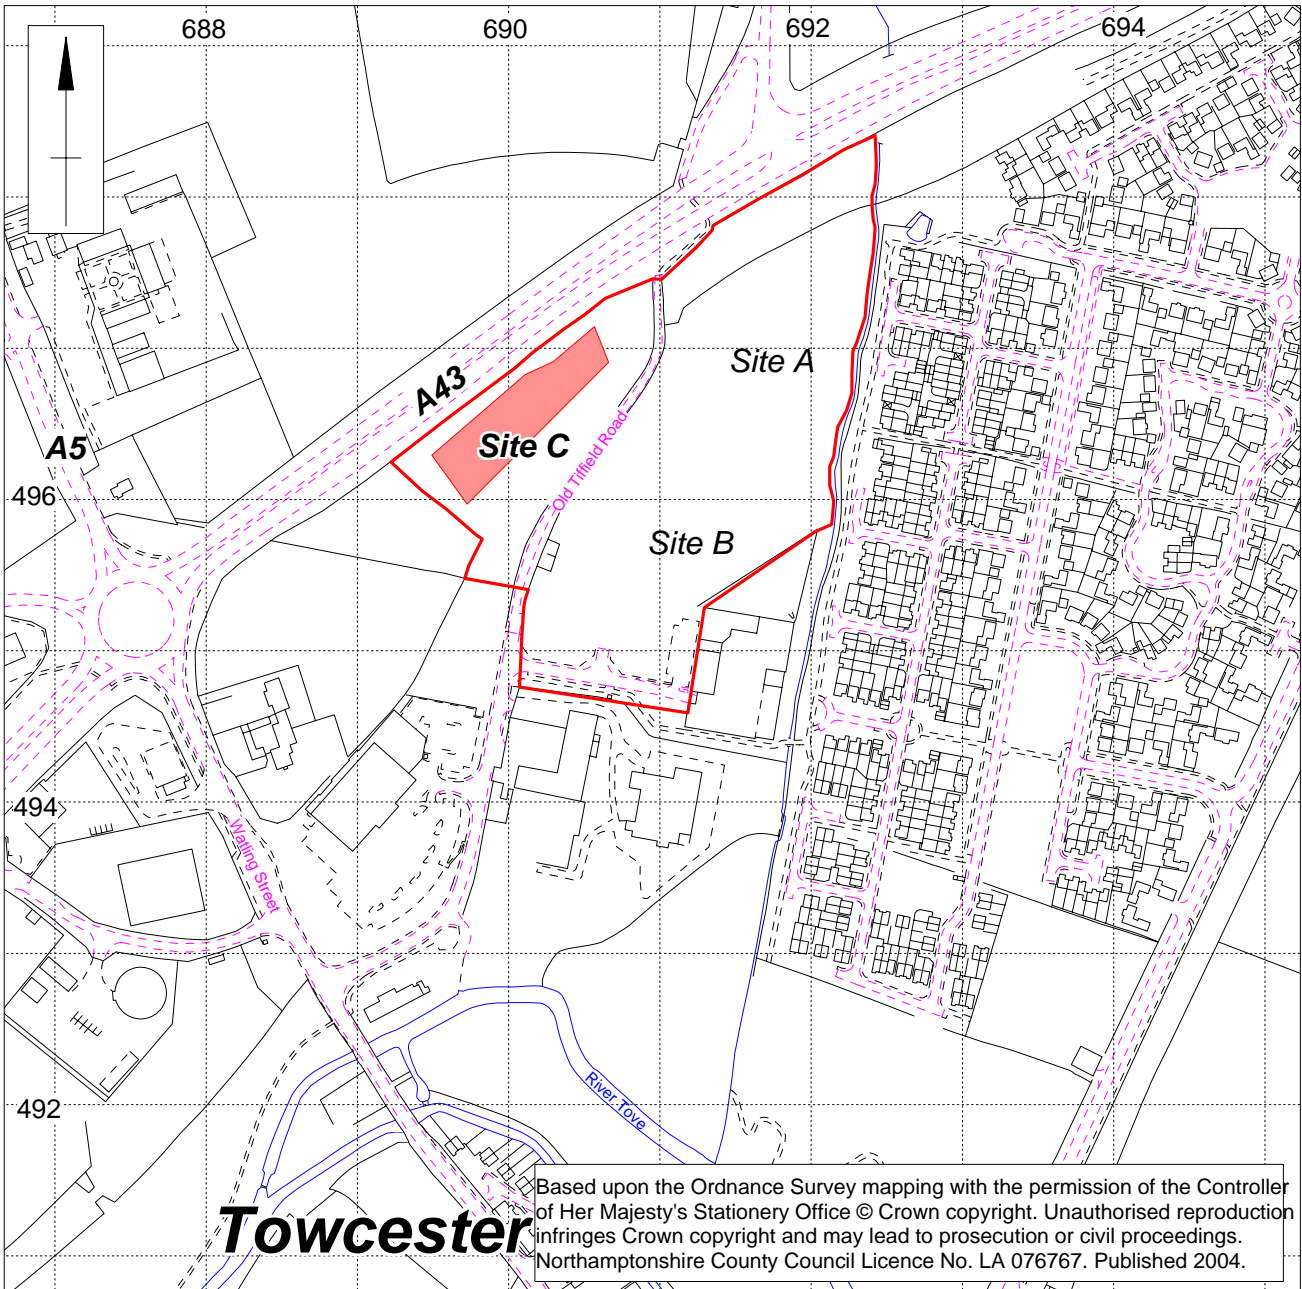 688
690
692
694
Site A
A43
Site C
A5
Old Tiffield Road
496
Site B
494
Watling Street
492
River Tove
Towcester
Based upon the Ordnance Survey mapping with the permission of the Controller
of Her Majesty's Stationery Office © Crown copyright. Unauthorised reproduction
infringes Crown copyright and may lead to prosecution or civil proceedings.
Northamptonshire County Council Licence No. LA 076767. Published 2004.